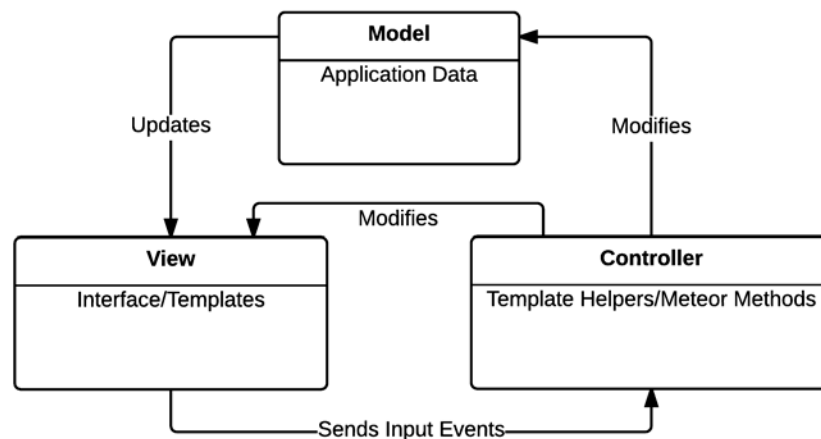 Model
Application Data
Updates
Modifies
Modifies
View
Interface/Templates
Controller
Template Helpers/Meteor Methods
Sends Input Events